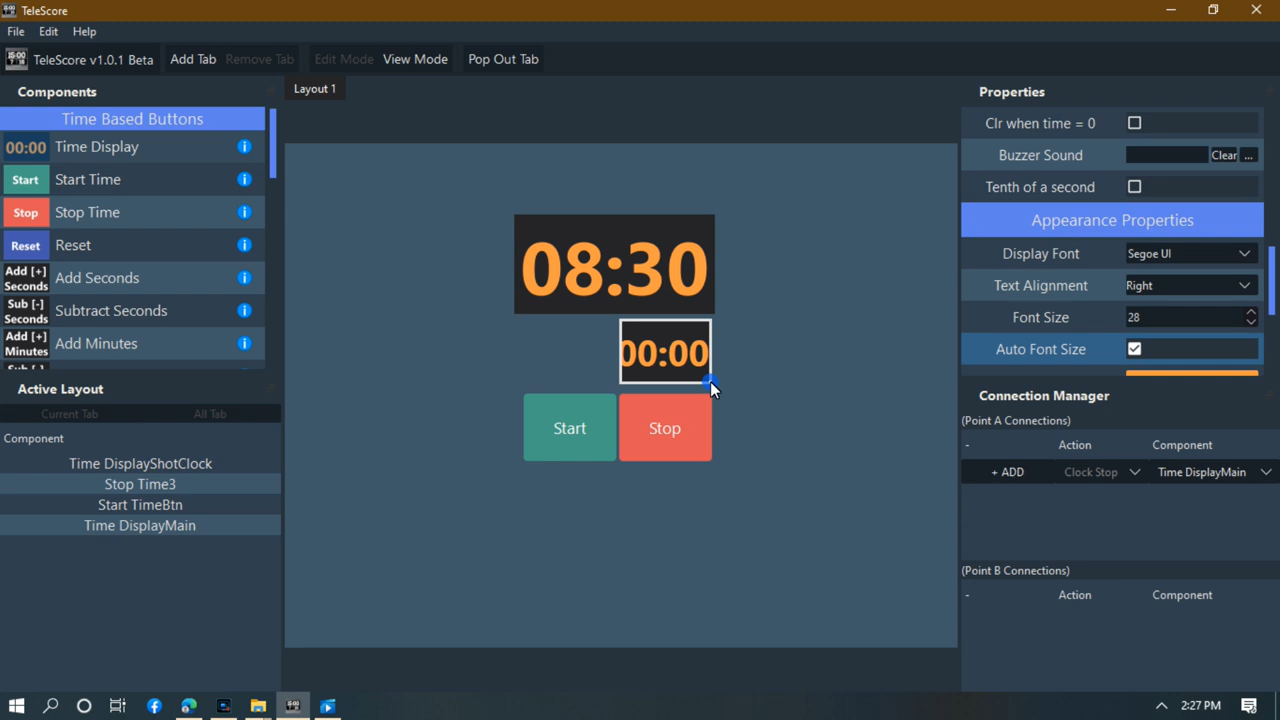 TeleScore
File Edit Help
TeleScore v1.0.1 Beta Add Tab Remove Tab Edit Mode View Mode Pop Out Tab
Components
Time Based Buttons
00:00 Time Display
Start Start Time
Stop Stop Time
Reset Reset
Add [+] Seconds Add Seconds
Sub [-] Seconds Subtract Seconds
Add [+] Minutes Add Minutes
Active Layout
Current Tab All Tab
Component
Time DisplayShotClock
Stop Time3
Start TimeBtn
Time DisplayMain
Layout 1
08:30
00:00
Start Stop
Properties
Clr when time = 0
Buzzer Sound Clear ...
Tenth of a second
Appearance Properties
Display Font Segoe UI
Text Alignment Right
Font Size 28
Auto Font Size
Connection Manager
(Point A Connections)
- Action Component
+ ADD Clock Stop Time DisplayMain
(Point B Connections)
- Action Component
2:27 PM